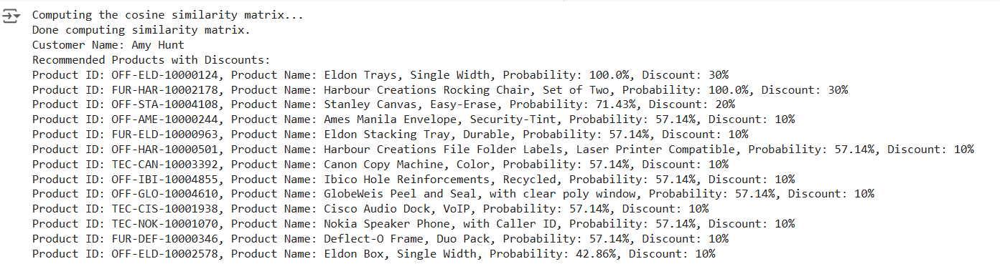 Computing the cosine similarity matrix...
Done computing similarity matrix.
Customer Name: Amy Hunt
Recommended Products with Discounts:
Product ID: OFF-ELD-10000124, Product Name: Eldon Trays, Single Width, Probability: 100.0%, Discount: 30%
Product ID: FUR-HAR-10002178, Product Name: Harbour Creations Rocking Chair, Set of Two, Probability: 100.0%, Discount: 30%
Product ID: OFF-STA-10004108, Product Name: Stanley Canvas, Easy-Erase, Probability: 71.43%, Discount: 20%
Product ID: OFF-AME-10000244, Product Name: Ames Manila Envelope, Security-Tint, Probability: 57.14%, Discount: 10%
Product ID: FUR-ELD-10000963, Product Name: Eldon Stacking Tray, Durable, Probability: 57.14%, Discount: 10%
Product ID: OFF-HAR-10000501, Product Name: Harbour Creations File Folder Labels, Laser Printer Compatible, Probability: 57.14%, Discount: 10%
Product ID: TEC-CAN-10003392, Product Name: Canon Copy Machine, Color, Probability: 57.14%, Discount: 10%
Product ID: OFF-IBI-10004855, Product Name: Ibico Hole Reinforcements, Recycled, Probability: 57.14%, Discount: 10%
Product ID: OFF-GLO-10004610, Product Name: GlobeWeis Peel and Seal, with clear poly window, Probability: 57.14%, Discount: 10%
Product ID: TEC-CIS-10001938, Product Name: Cisco Audio Dock, VoIP, Probability: 57.14%, Discount: 10%
Product ID: TEC-NOK-10001070, Product Name: Nokia Speaker Phone, with Caller ID, Probability: 57.14%, Discount: 10%
Product ID: FUR-DEF-10000346, Product Name: Deflect-O Frame, Duo Pack, Probability: 57.14%, Discount: 10%
Product ID: OFF-ELD-10002578, Product Name: Eldon Box, Single Width, Probability: 42.86%, Discount: 10%